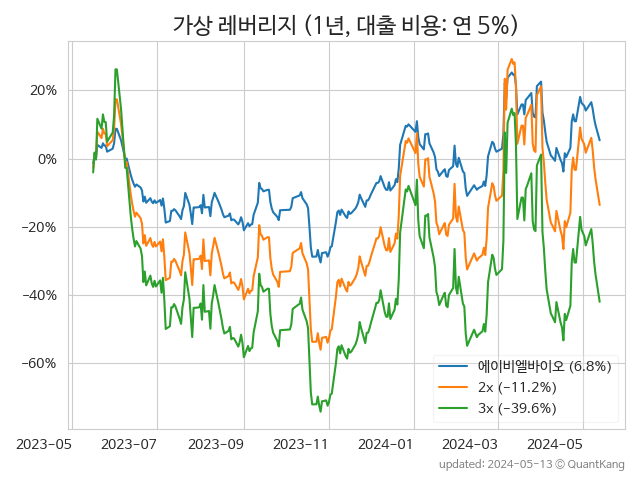 가상 레버리지 (1년, 대출 비용: 연 5%)
20%
0%
−20%
−40%
−60%
에이비엘바이오 (6.8%)
2x (−11.2%)
3x (−39.6%)
2023−05 2023−07 2023−09 2023−11 2024−01 2024−03 2024−05
updated: 2024−05−13 ⓒ QuantKang